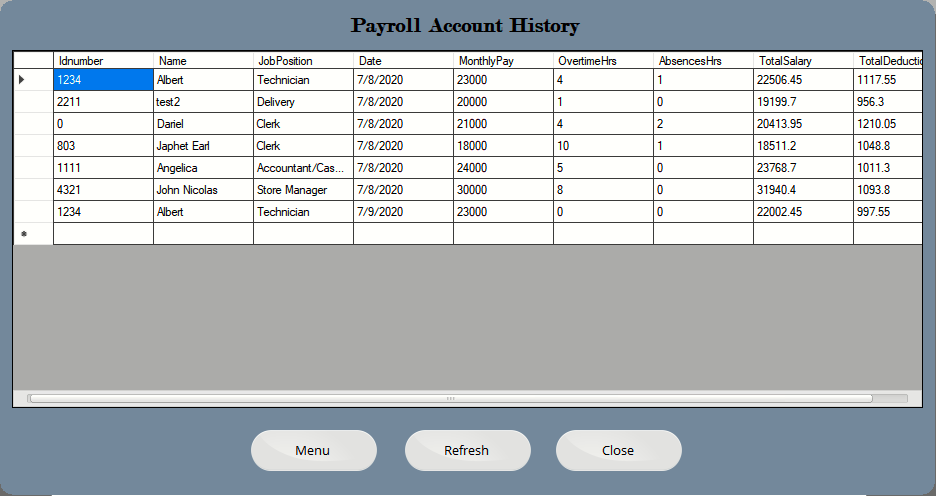 Payroll Account History
Idnumber Name JobPosition Date MonthlyPay OvertimeHrs AbsencesHrs TotalSalary TotalDeductic
1234 Albert Technician 7/8/2020 23000 4 1 22506.45 1117.55
2211 test2 Delivery 7/8/2020 20000 1 0 19199.7 956.3
0 Dariel Clerk 7/8/2020 21000 4 2 20413.95 1210.05
803 Japhet Earl Clerk 7/8/2020 18000 10 1 18511.2 1048.8
1111 Angelica Accountant/Cas... 7/8/2020 24000 5 0 23768.7 1011.3
4321 John Nicolas Store Manager 7/8/2020 30000 8 0 31940.4 1093.8
1234 Albert Technician 7/9/2020 23000 0 0 22002.45 997.55
Menu Refresh Close